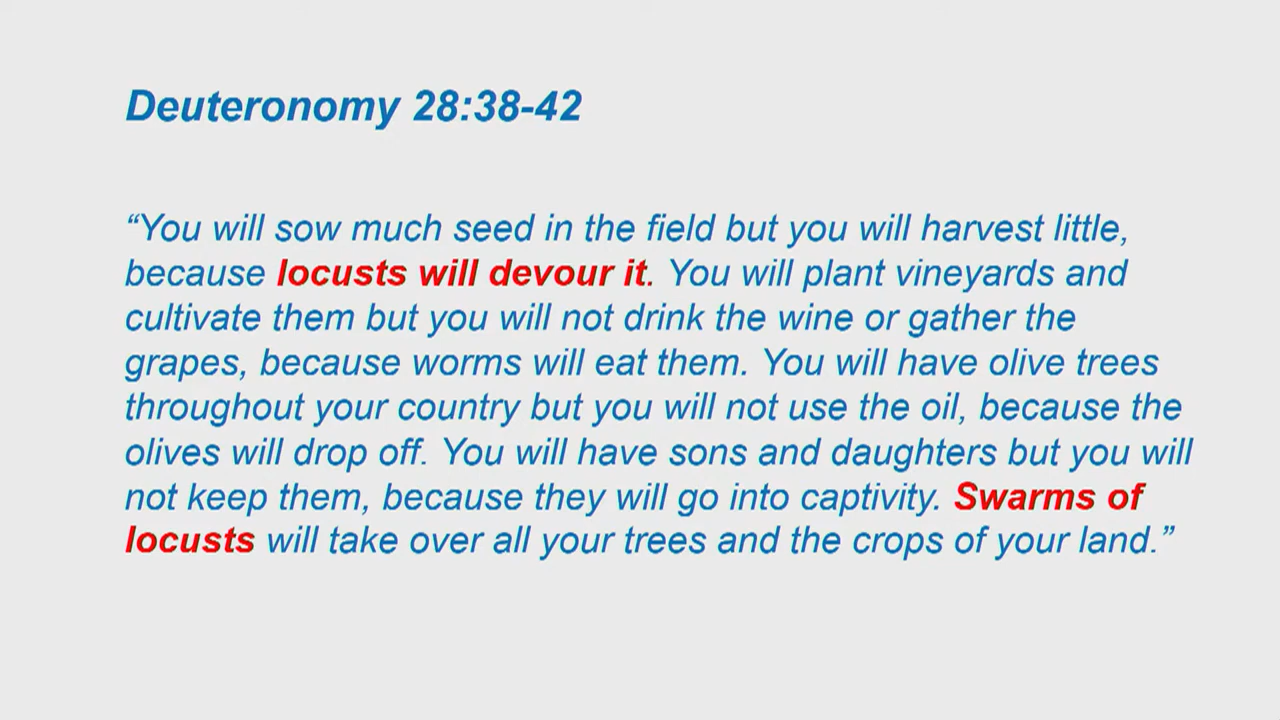 Deuteronomy 28:38-42
“You will sow much seed in the field but you will harvest little,
because locusts will devour it. You will plant vineyards and
cultivate them but you will not drink the wine or gather the
grapes, because worms will eat them. You will have olive trees
throughout your country but you will not use the oil, because the
olives will drop off. You will have sons and daughters but you will
not keep them, because they will go into captivity. Swarms of
locusts will take over all your trees and the crops of your land.”